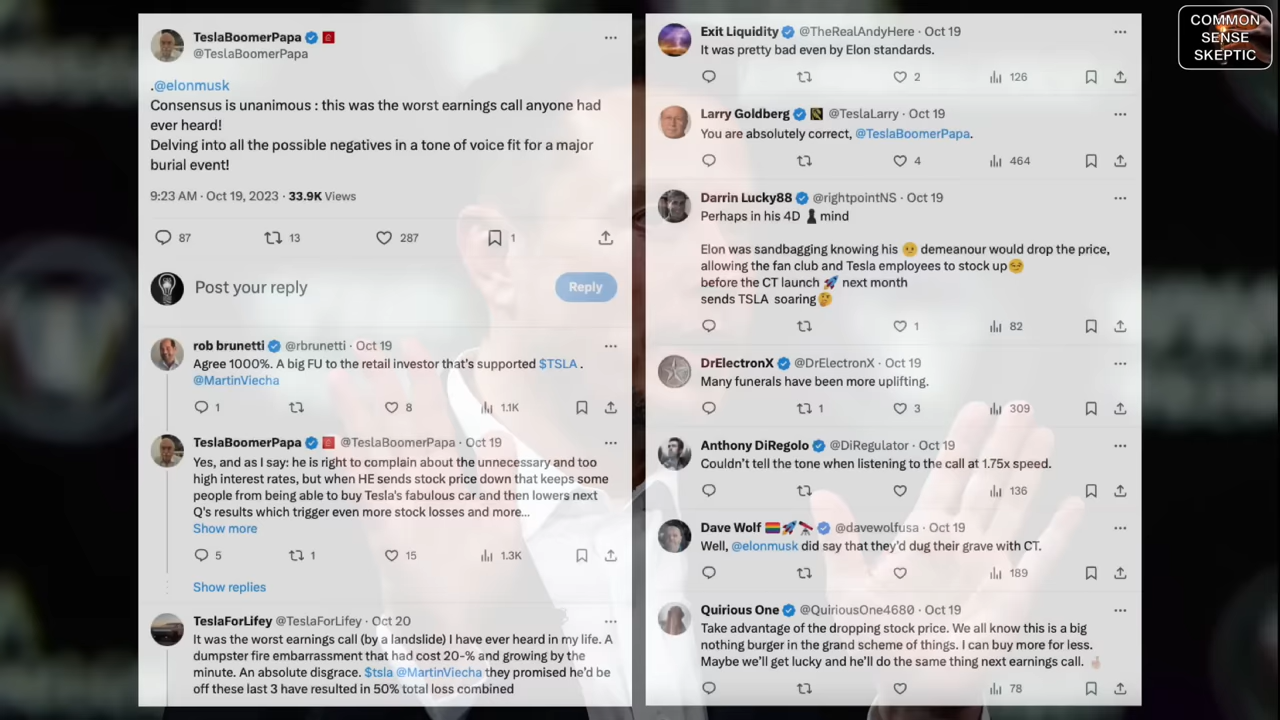 TeslaBoomerPapa
@TeslaBoomerPapa
.@elonmusk
Consensus is unanimous : this was the worst earnings call anyone had
ever heard!
Delving into all the possible negatives in a tone of voice fit for a major
burial event!
9:23 AM · Oct 19, 2023 · 33.9K Views
87 13 287 1
Post your reply
Reply
rob brunetti @rbrunetti · Oct 19
Agree 1000%. A big FU to the retail investor that's supported $TSLA .
@MartinViecha
1 8 1.1K
TeslaBoomerPapa @TeslaBoomerPapa · Oct 19
Yes, and as I say: he is right to complain about the unnecessary and too
high interest rates, but when HE sends stock price down that keeps some
people from being able to buy Tesla's fabulous car and then lowers next
Q's results which trigger even more stock losses and more...
Show more
5 1 15 1.3K
Show replies
TeslaForLifey @TeslaForLifey · Oct 20
It was the worst earnings call (by a landslide) I have ever heard in my life. A
dumpster fire embarrassment that had cost 20-% and growing by the
minute. An absolute disgrace. $tsla @MartinViecha they promised he'd be
off these last 3 have resulted in 50% total loss combined
Exit Liquidity @TheRealAndyHere · Oct 19
It was pretty bad even by Elon standards.
2 126
Larry Goldberg @TeslaLarry · Oct 19
You are absolutely correct, @TeslaBoomerPapa.
4 464
Darrin Lucky88 @rightpointNS · Oct 19
Perhaps in his 4D ♟️mind
Elon was sandbagging knowing his 😕 demeanour would drop the price,
allowing the fan club and Tesla employees to stock up😏
before the CT launch 🚀 next month
sends TSLA soaring🤔
1 82
DrElectronX @DrElectronX · Oct 19
Many funerals have been more uplifting.
1 3 309
Anthony DiRegolo @DiRegulator · Oct 19
Couldn't tell the tone when listening to the call at 1.75x speed.
136
Dave Wolf 🏳️‍🌈🚀🔭 @davewolfusa · Oct 19
Well, @elonmusk did say that they'd dug their grave with CT.
189
Quirious One @QuiriousOne4680 · Oct 19
Take advantage of the dropping stock price. We all know this is a big
nothing burger in the grand scheme of things. I can buy more for less.
Maybe we'll get lucky and he'll do the same thing next earnings call. 🤞
78
COMMON
SENSE
SKEPTIC